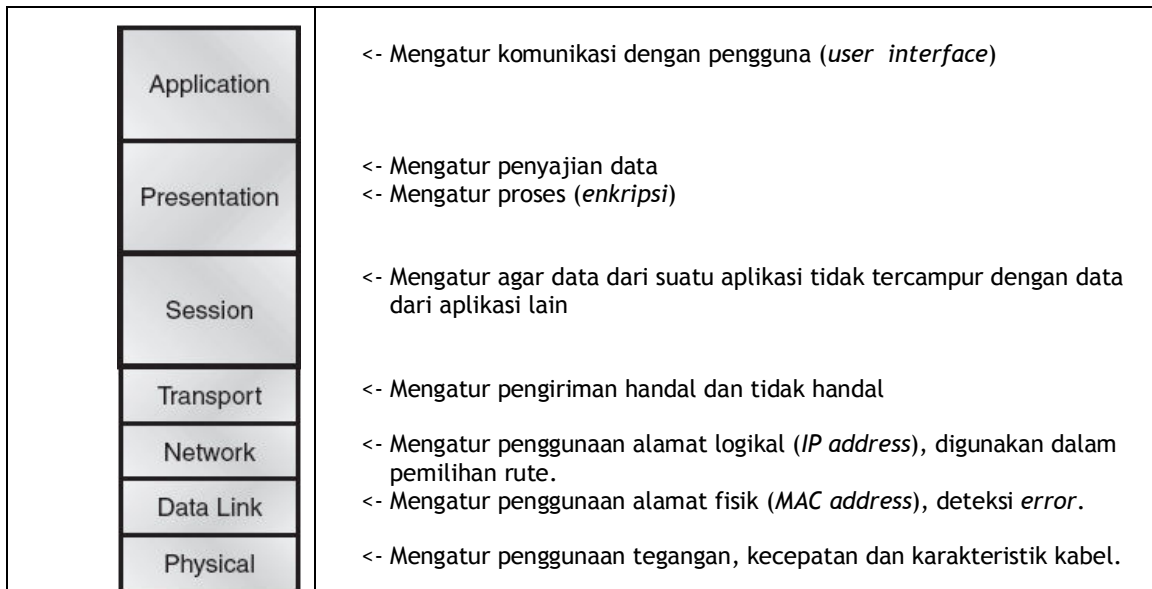 Application
<- Mengatur komunikasi dengan pengguna (user interface)
Presentation
<- Mengatur penyajian data
<- Mengatur proses (enkripsi)
Session
<- Mengatur agar data dari suatu aplikasi tidak tercampur dengan data
dari aplikasi lain
Transport
<- Mengatur pengiriman handal dan tidak handal
Network
<- Mengatur penggunaan alamat logikal (IP address), digunakan dalam
pemilihan rute.
Data Link
<- Mengatur penggunaan alamat fisik (MAC address), deteksi error.
Physical
<- Mengatur penggunaan tegangan, kecepatan dan karakteristik kabel.